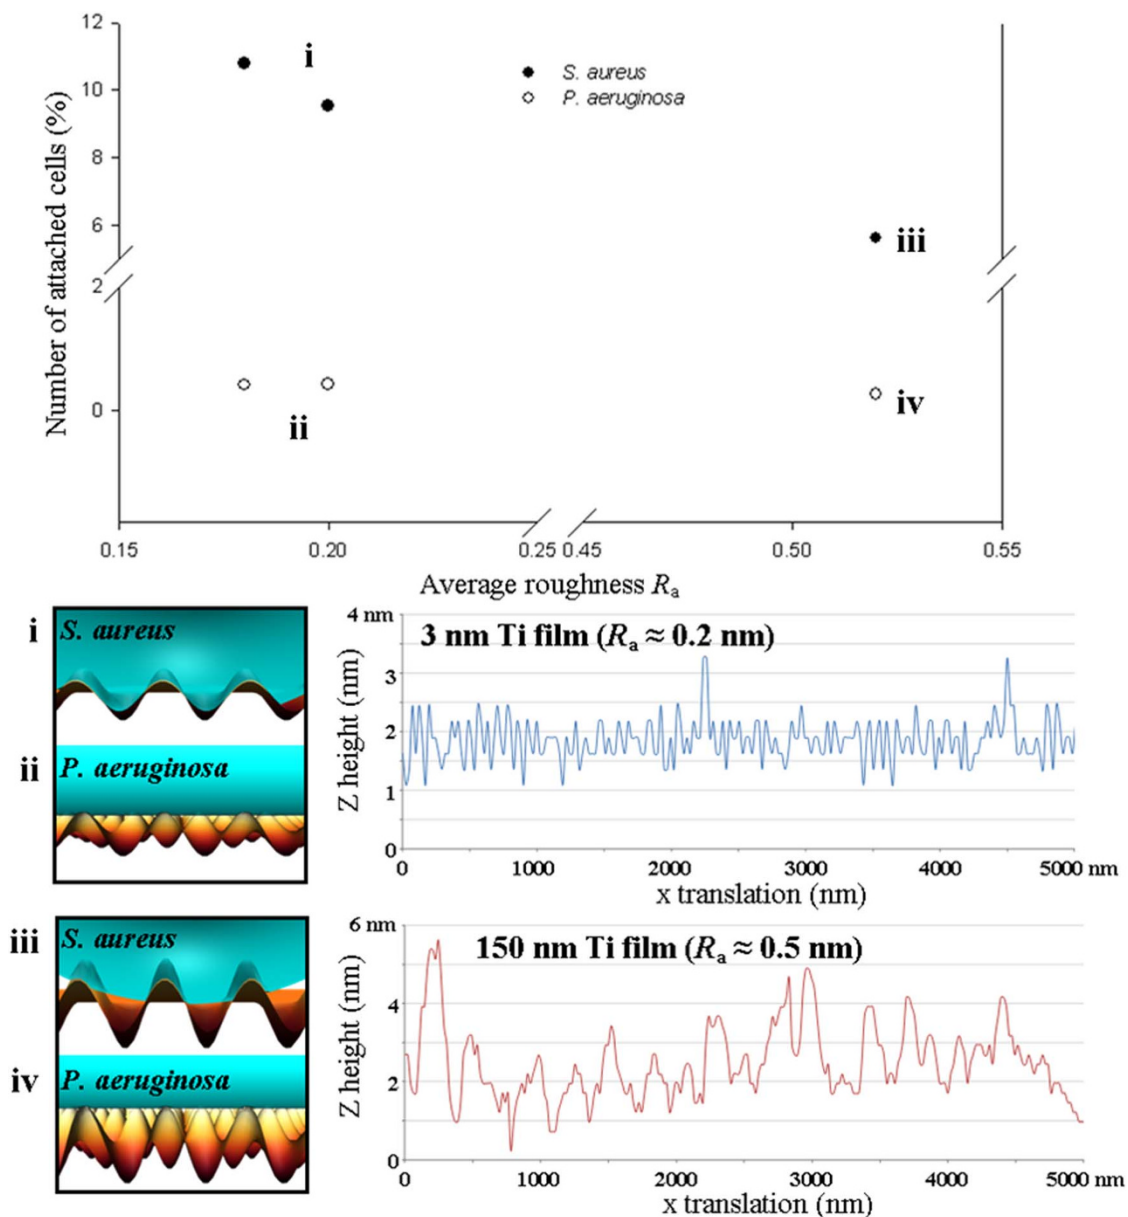 12
10
8
6
2
0
Number of attached cells (%)
i
S. aureus
P. aeruginosa
iii
ii
iv
0.15
0.20
0.25
0.45
0.50
0.55
Average roughness Ra
i
S. aureus
ii
P. aeruginosa
4 nm
3
2
1
0
Z height (nm)
3 nm Ti film (Ra ≈ 0.2 nm)
0
1000
2000
3000
4000
5000 nm
x translation (nm)
iii
S. aureus
iv
P. aeruginosa
6 nm
4
2
0
Z height (nm)
150 nm Ti film (Ra ≈ 0.5 nm)
0
1000
2000
3000
4000
5000 nm
x translation (nm)